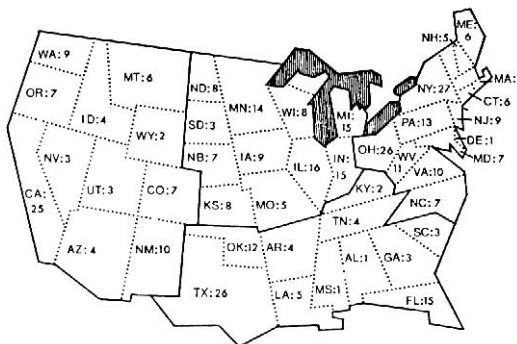 ME:
6
NH: 5
WA: 9
MT: 6
ND: 8
MN: 14
MA:
OR: 7
NY: 27
CT: 6
ID: 4
SD: 3
WI: 8
MI:
15
PA: 13
NJ: 9
WY: 2
DE: 1
MD: 7
NV: 3
NB: 7
IA: 9
IL: 16
IN:
15
OH: 26
WV:
11
VA: 10
CA:
25
UT: 3
CO: 7
KS: 8
MO: 5
KY: 2
NC: 7
TN: 4
AZ: 4
NM: 10
OK: 12
AR: 4
SC: 3
TX: 26
LA: 5
MS: 1
AL: 1
GA: 3
FL: 15